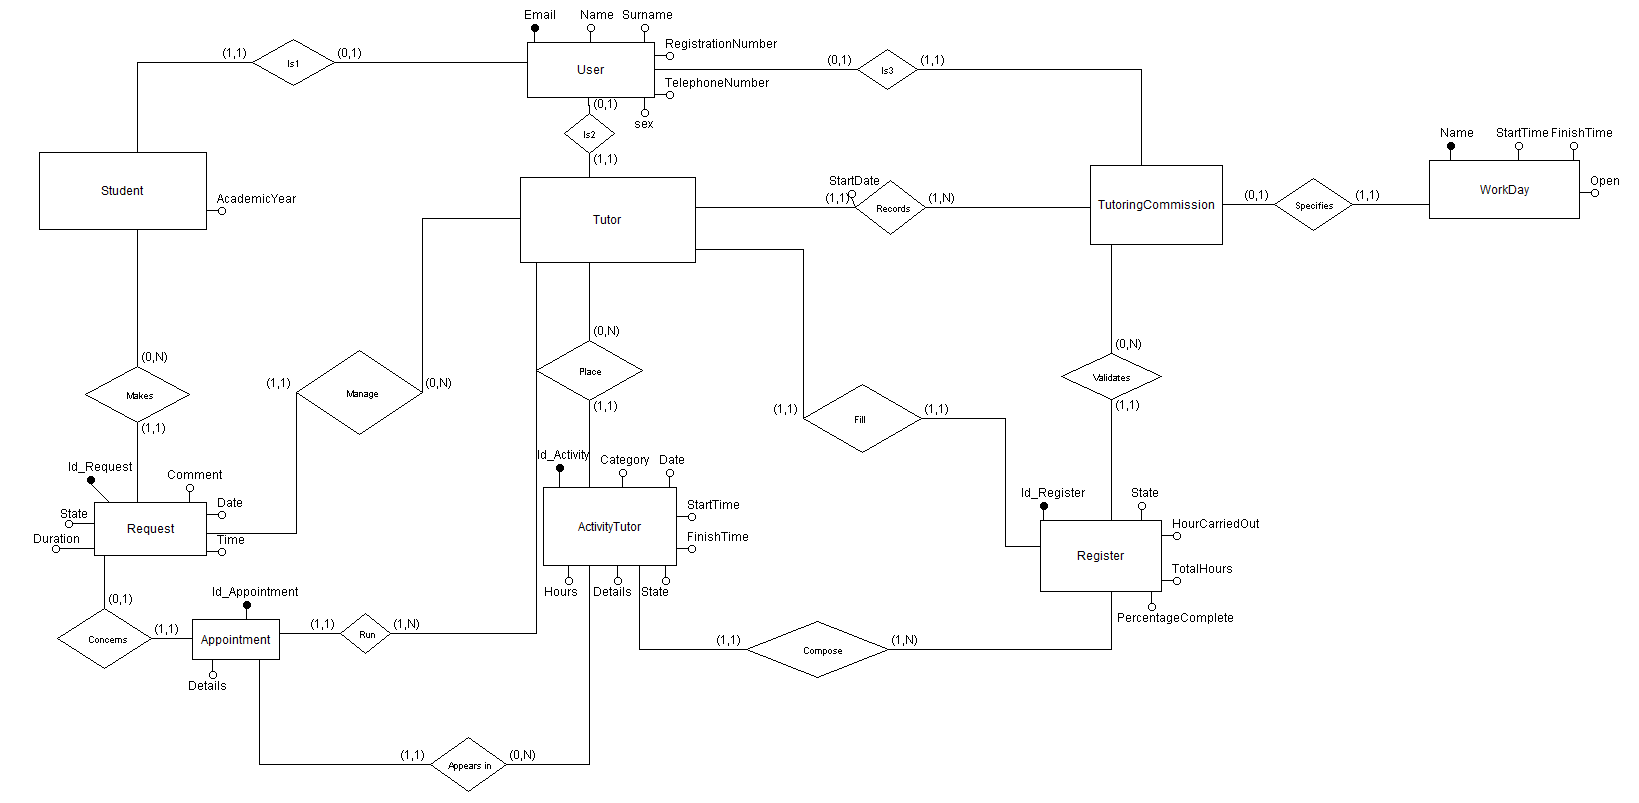 Email
Name
Surname
RegistrationNumber
User
TelephoneNumber
sex
(1,1)
Is1
(0,1)
(0,1)
Is3
(1,1)
(0,1)
Is2
(1,1)
Name
StartTime
FinishTime
WorkDay
Open
Student
AcademicYear
Tutor
StartDate
(1,1)
Records
(1,N)
TutoringCommission
(0,1)
Specifies
(1,1)
(0,N)
Makes
(1,1)
(1,1)
Manage
(0,N)
(0,N)
Place
(1,1)
(1,1)
Fill
(1,1)
(0,N)
Validates
(1,1)
Id_Request
Comment
State
Date
Request
Duration
Time
Id_Activity
Category
Date
StartTime
ActivityTutor
FinishTime
Hours
Details
State
Id_Register
State
HourCarriedOut
Register
TotalHours
PercentageComplete
(0,1)
Concerns
(1,1)
Id_Appointment
Appointment
Details
(1,1)
Run
(1,N)
(1,1)
Compose
(1,N)
(1,1)
Appears in
(0,N)